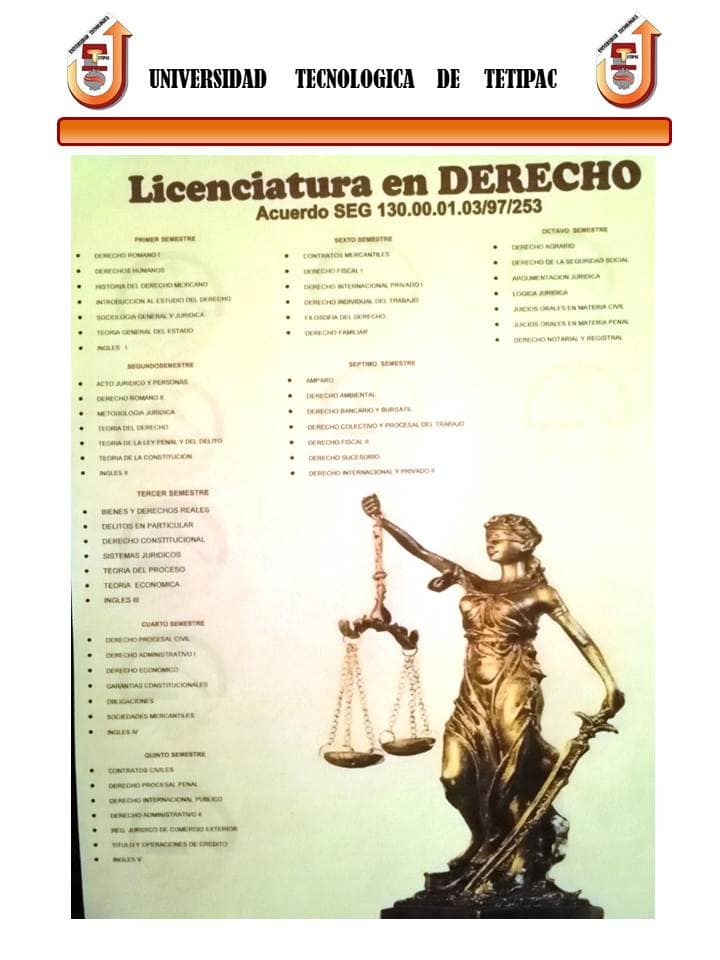 UNIVERSIDAD TECNOLOGICA DE TETIPAC
Licenciatura en DERECHO
Acuerdo SEG 130.00.01.03/97/253
PRIMER SEMESTRE
DERECHO ROMANO I
DERECHOS HUMANOS
HISTORIA DEL DERECHO MEXICANO
INTRODUCCION AL ESTUDIO DEL DERECHO
SOCIOLOGIA GENERAL Y JURIDICA
TEORIA GENERAL DEL ESTADO
INGLES I
SEGUNDOSEMESTRE
ACTO JURIDICO Y PERSONAS
DERECHO ROMANO II
METODOLOGIA JURIDICA
TEORIA DEL DERECHO
TEORIA DE LA LEY PENAL Y DEL DELITO
TEORIA DE LA CONSTITUCION
INGLES II
TERCER SEMESTRE
BIENES Y DERECHOS REALES
DELITOS EN PARTICULAR
DERECHO CONSTITUCIONAL
SISTEMAS JURIDICOS
TEORIA DEL PROCESO
TEORIA ECONOMICA
INGLES III
CUARTO SEMESTRE
DERECHO PROCESAL CIVIL
DERECHO ADMINISTRATIVO I
DERECHO ECONOMICO
GARANTIAS CONSTITUCIONALES
OBLIGACIONES
SOCIEDADES MERCANTILES
INGLES IV
QUINTO SEMESTRE
CONTRATOS CIVILES
DERECHO PROCESAL PENAL
DERECHO INTERNACIONAL PUBLICO
DERECHO ADMINISTRATIVO II
REG. JURIDICO DE COMERCIO EXTERIOR
TITULO Y OPERACIONES DE CREDITO
INGLES V
SEXTO SEMESTRE
CONTRATOS MERCANTILES
DERECHO FISCAL I
DERECHO INTERNACIONAL PRIVADO I
DERECHO INDIVIDUAL DEL TRABAJO
FILOSOFIA DEL DERECHO
DERECHO FAMILIAR
SEPTIMO SEMESTRE
AMPARO
DERECHO AMBIENTAL
DERECHO BANCARIO Y BURSATIL
DERECHO COLECTIVO Y PROCESAL DEL TRABAJO
DERECHO FISCAL II
DERECHO SUCESORIO
DERECHO INTERNACIONAL Y PRIVADO II
OCTAVO SEMESTRE
DERECHO AGRARIO
DERECHO DE LA SEGURIDAD SOCIAL
ARGUMENTACION JURIDICA
LOGICA JURIDICA
JUICIOS ORALES EN MATERIA CIVIL
JUICIOS ORALES EN MATERIA PENAL
DERECHO NOTARIAL Y REGISTRAL